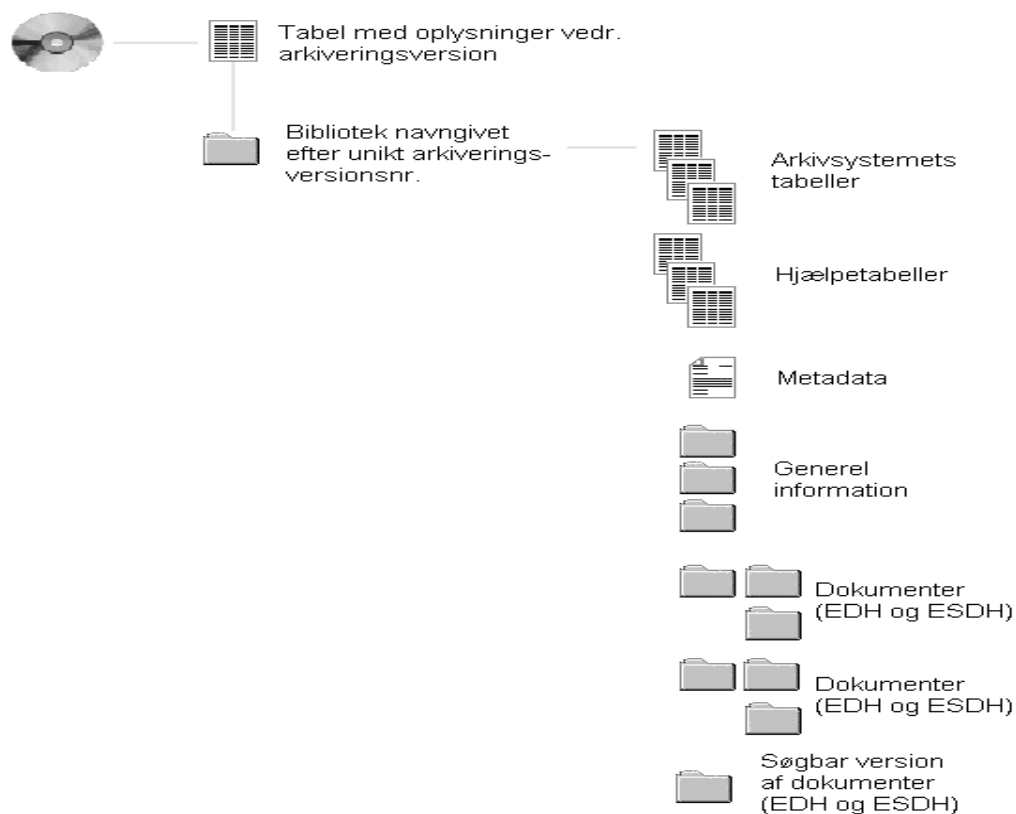 Tabel med oplysninger vedr.
arkiveringsversion
Bibliotek navngivet
efter unikt arkiverings-
versionsnr.
Arkivsystemets
tabeller
Hjælpetabeller
Metadata
Generel
information
Dokumenter
(EDH og ESDH)
Dokumenter
(EDH og ESDH)
Søgbar version
af dokumenter
(EDH og ESDH)